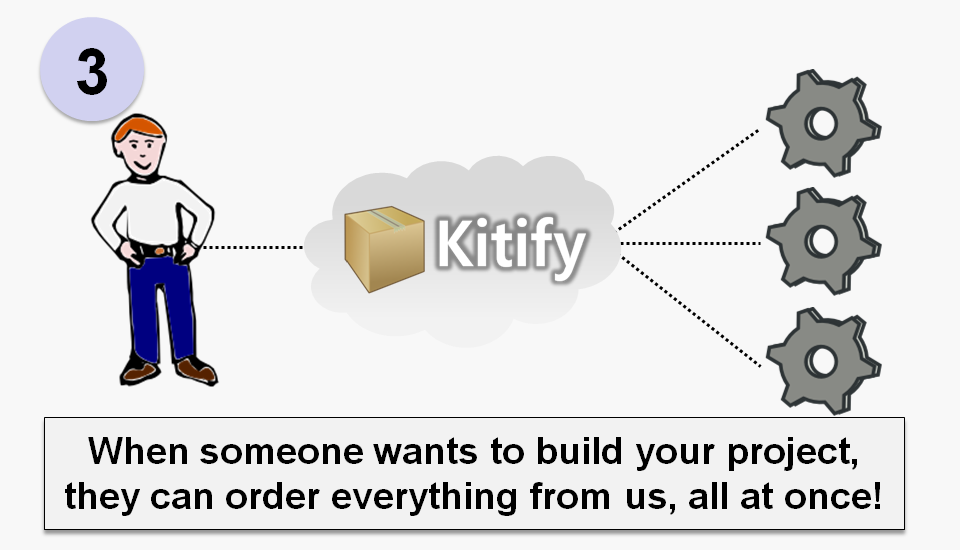 3
Kitify
When someone wants to build your project,
they can order everything from us, all at once!